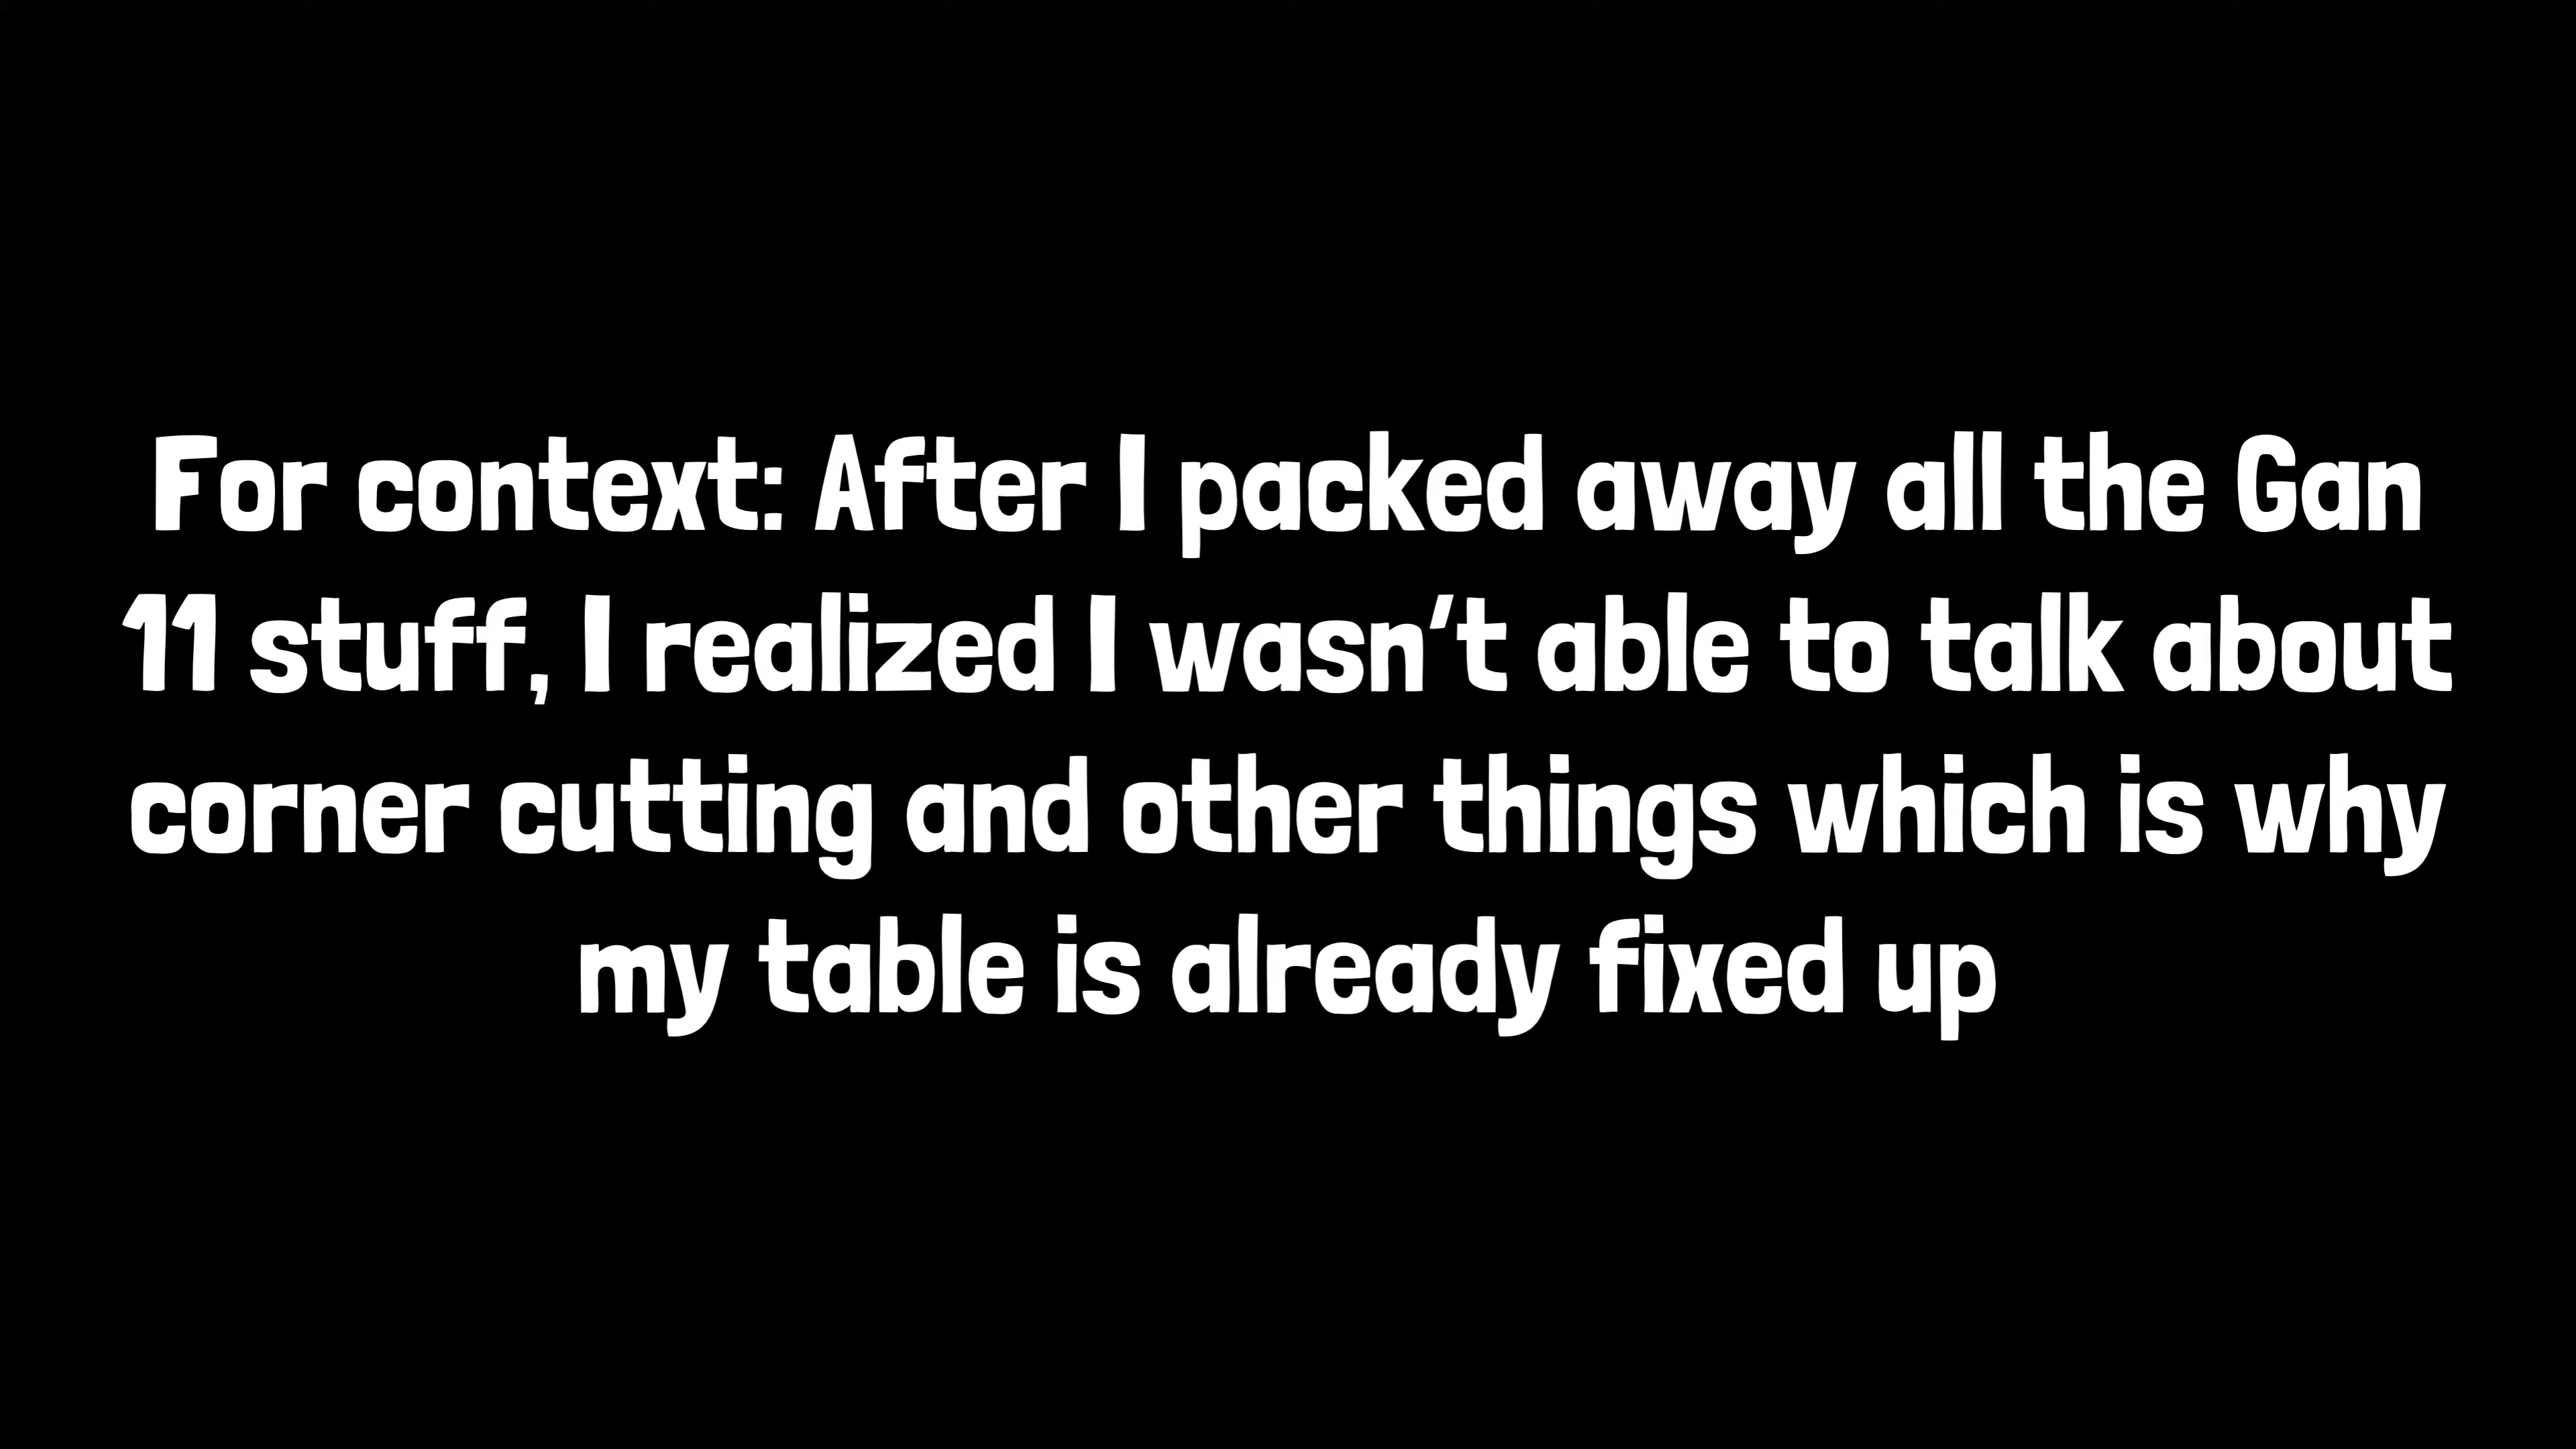 For context: After I packed away all the Gan
11 stuff, I realized I wasn't able to talk about
corner cutting and other things which is why
my table is already fixed up